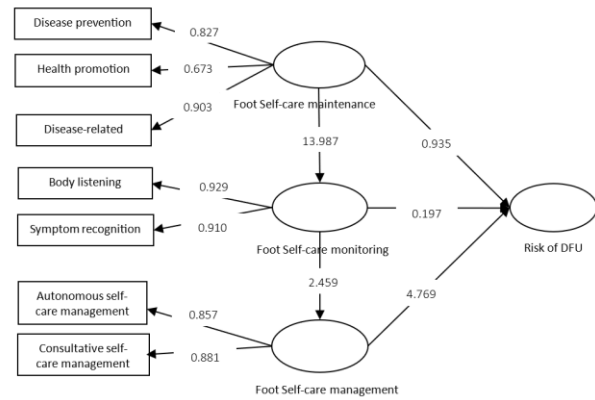 Disease prevention
0.827
Health promotion
0.673
Foot Self-care maintenance
0.903
Disease-related
13.987
0.935
Body listening
0.929
0.197
Symptom recognition
0.910
Foot Self-care monitoring
Risk of DFU
2.459
4.769
Autonomous self-
care management
0.857
Consultative self-
care management
0.881
Foot Self-care management